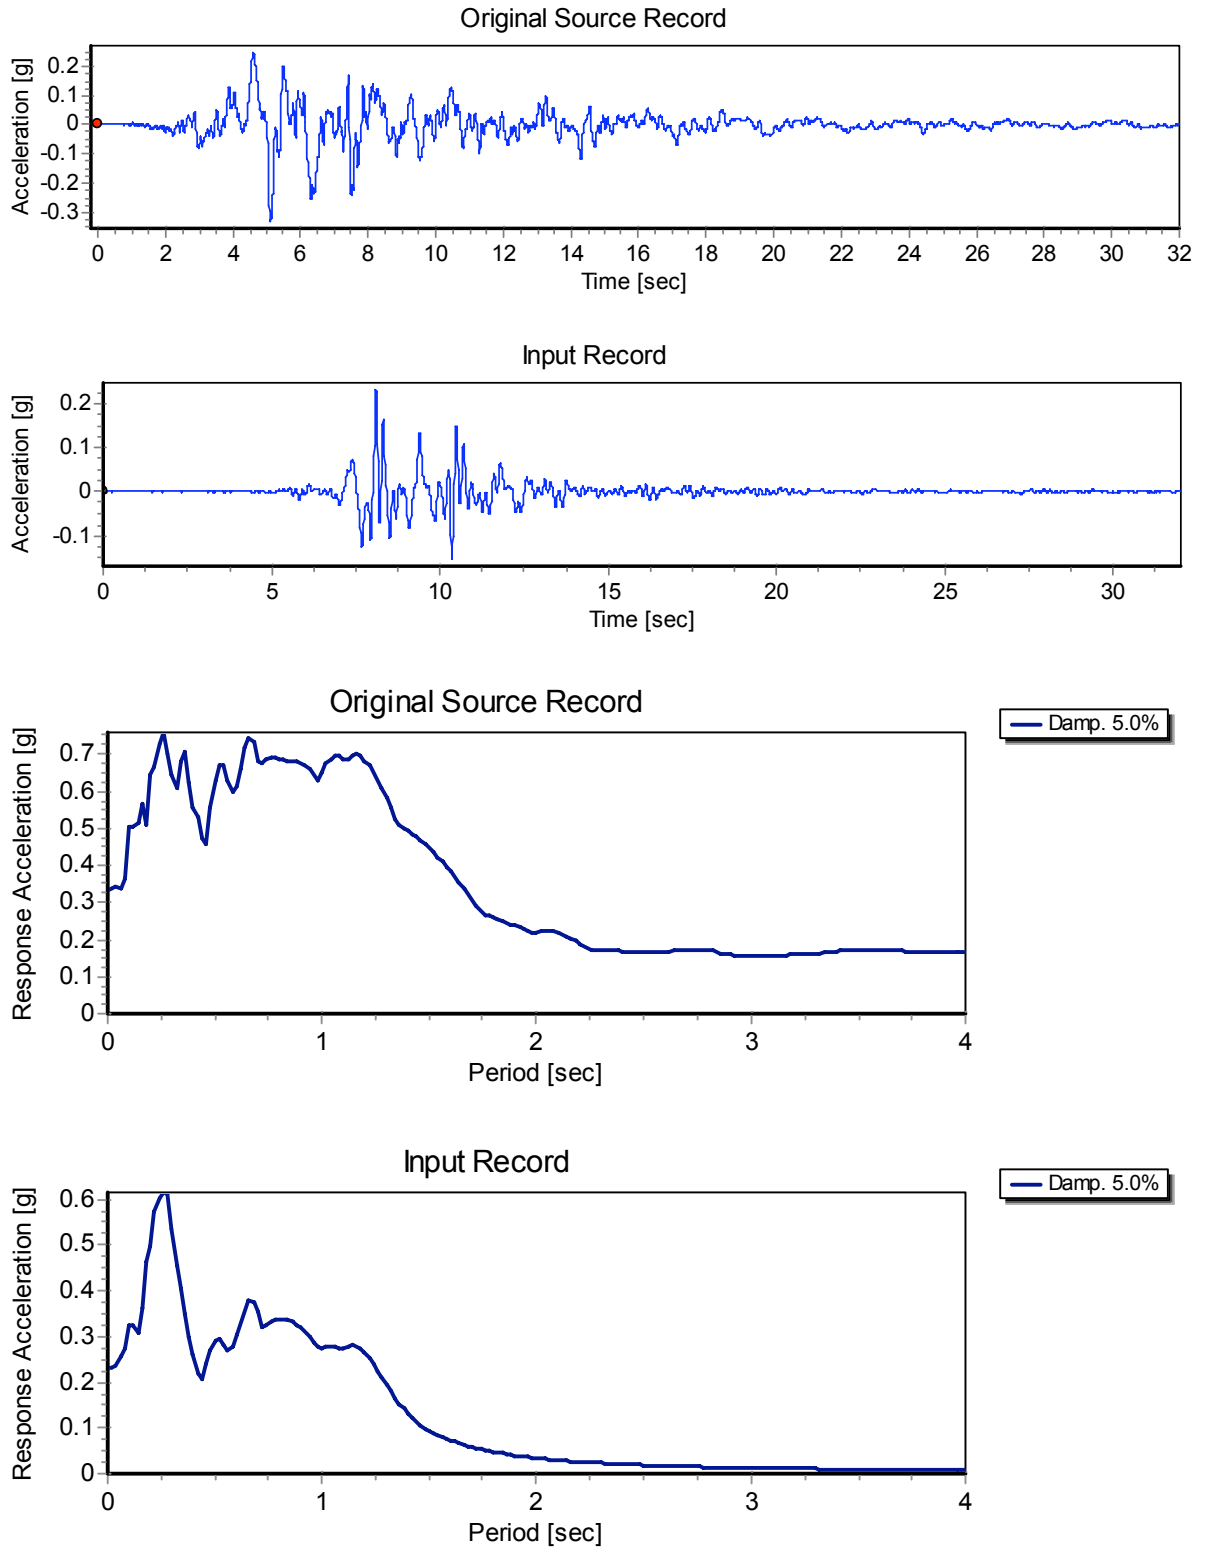 Original Source Record
Acceleration [g]
0.2
0.1
0
-0.1
-0.2
-0.3
0 2 4 6 8 10 12 14 16 18 20 22 24 26 28 30 32
Time [sec]
Input Record
Acceleration [g]
0.2
0.1
0
-0.1
0 5 10 15 20 25 30
Time [sec]
Original Source Record
Damp. 5.0%
Response Acceleration [g]
0.7
0.6
0.5
0.4
0.3
0.2
0.1
0
0 1 2 3 4
Period [sec]
Input Record
Damp. 5.0%
Response Acceleration [g]
0.6
0.5
0.4
0.3
0.2
0.1
0
0 1 2 3 4
Period [sec]